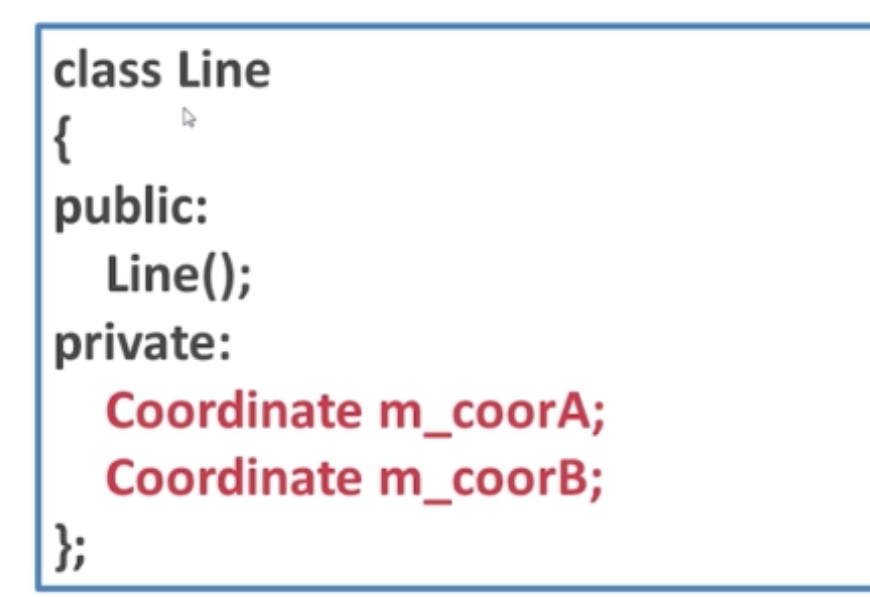 class Line
{
public:
Line();
private:
Coordinate m_coorA;
Coordinate m_coorB;
};